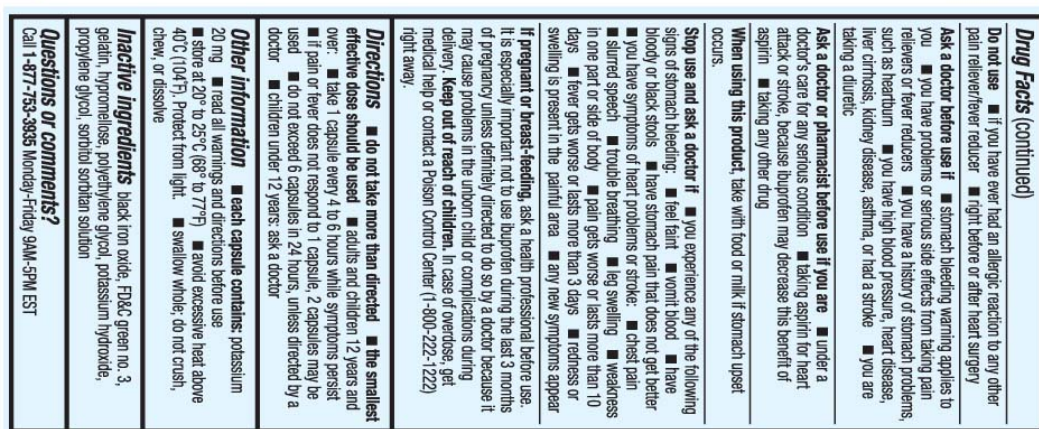 Drug Facts (continued)
Do not use ■ if you have ever had an allergic reaction to any other
pain reliever/fever reducer ■ right before or after heart surgery
Ask a doctor before use if ■ stomach bleeding warning applies to
you ■ you have problems or serious side effects from taking pain
relievers or fever reducers ■ you have a history of stomach problems,
such as heartburn ■ you have high blood pressure, heart disease,
liver cirrhosis, kidney disease, asthma, or had a stroke ■ you are
taking a diuretic
Ask a doctor or pharmacist before use if you are ■ under a
doctor's care for any serious condition ■ taking aspirin for heart
attack or stroke, because ibuprofen may decrease this benefit of
aspirin ■ taking any other drug
When using this product, take with food or milk if stomach upset
occurs.
Stop use and ask a doctor if ■ you experience any of the following
signs of stomach bleeding: ■ feel faint ■ vomit blood ■ have
bloody or black stools ■ have stomach pain that does not get better
■ you have symptoms of heart problems or stroke: ■ chest pain
■ slurred speech ■ trouble breathing ■ leg swelling ■ weakness
in one part or side of body ■ pain gets worse or lasts more than 10
days ■ fever gets worse or lasts more than 3 days ■ redness or
swelling is present in the painful area ■ any new symptoms appear
If pregnant or breast-feeding, ask a health professional before use.
It is especially important not to use ibuprofen during the last 3 months
of pregnancy unless definitely directed to do so by a doctor because it
may cause problems in the unborn child or complications during
delivery. Keep out of reach of children. In case of overdose, get
medical help or contact a Poison Control Center (1-800-222-1222)
right away.
Directions ■ do not take more than directed ■ the smallest
effective dose should be used ■ adults and children 12 years and
over: ■ take 1 capsule every 4 to 6 hours while symptoms persist
■ if pain or fever does not respond to 1 capsule, 2 capsules may be
used ■ do not exceed 6 capsules in 24 hours, unless directed by a
doctor ■ children under 12 years: ask a doctor
Other information ■ each capsule contains: potassium
20 mg ■ read all warnings and directions before use
■ store at 20° to 25°C (68° to 77°F) ■ avoid excessive heat above
40°C (104°F). Protect from light. ■ swallow whole; do not crush,
chew, or dissolve
Inactive ingredients black iron oxide, FD&C green no. 3,
gelatin, hypromellose, polyethylene glycol, potassium hydroxide,
propylene glycol, sorbitol sorbitan solution
Questions or comments?
Call 1-877-753-3935 Monday-Friday 9AM-5PM EST